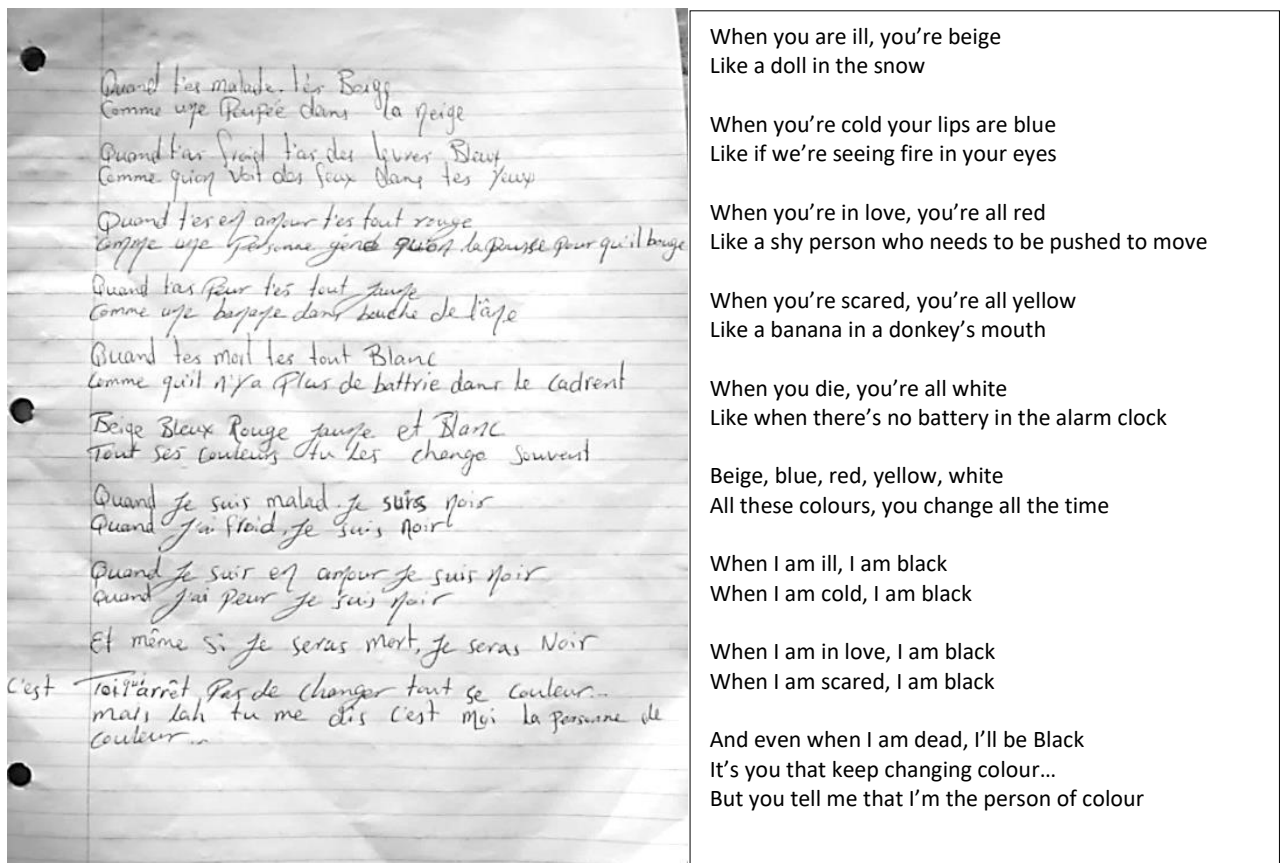 Quand t'es malade. t'es Beige
Comme une Poupée dans la neige
Quand t'as froid t'as des levres Bleux
Comme qu'on voit des feux dans tes yeux
Quand t'es en amour t'es tout rouge
comme une personne gène qu'on la pousse pour qu'il bouge
Quand t'as Peur t'es tout jaune
comme une banane dans bouche de l'âne
Quand tes mort tes tout Blanc
comme qu'il n'ya Plus de battrie dans le cadrent
Beige Bleux Rouge jaune et Blanc
Tout ses couleurs tu les change souvent
Quand Je suis malad. Je suis noir
Quand J'ai froid, Je suis Noir
Quand Je suis en amour Je suis noir
Quand J'ai Peur Je suis noir
Et même si Je seras mort, Je seras Noir
C'est Toi qu'arrêt Pas de changer tout se couleur...
mais Lah tu me dis c'est moi la personne de
couleur...
When you are ill, you're beige
Like a doll in the snow
When you're cold your lips are blue
Like if we're seeing fire in your eyes
When you're in love, you're all red
Like a shy person who needs to be pushed to move
When you're scared, you're all yellow
Like a banana in a donkey's mouth
When you die, you're all white
Like when there's no battery in the alarm clock
Beige, blue, red, yellow, white
All these colours, you change all the time
When I am ill, I am black
When I am cold, I am black
When I am in love, I am black
When I am scared, I am black
And even when I am dead, I'll be Black
It's you that keep changing colour…
But you tell me that I'm the person of colour